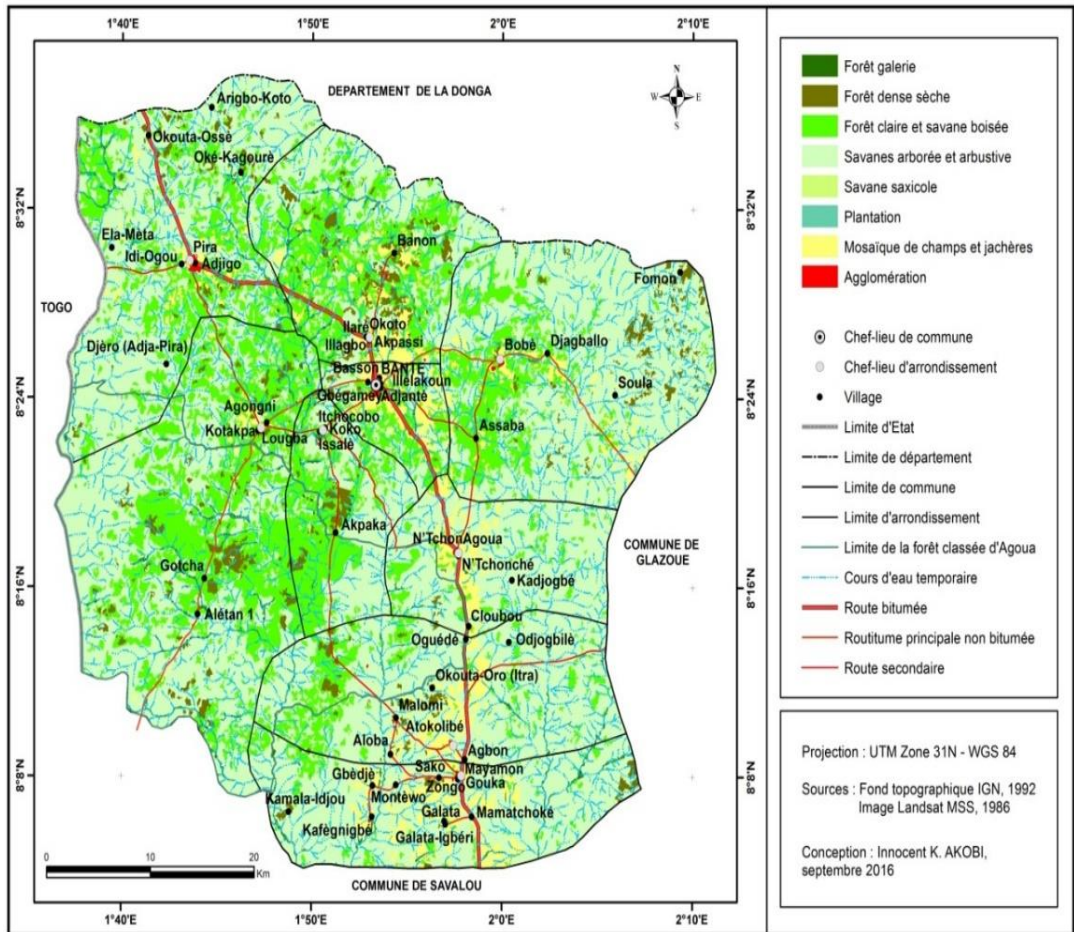 1°40'E
1°50'E
2°0'E
2°10'E
DEPARTEMENT DE LA DONGA
N
W
E
S
Arigbo-Koto
Okouta-Ossè
Oké-Kagourè
8°32'N
8°32'N
Ela-Mèta
Pira
Idi-Ogou
Adjigo
Banon
Fomon
TOGO
Ilarè
Okoto
Illagbo
Akpassi
Bobè
Djagballo
Djèro (Adja-Pira)
Basson
BANTE
Illélakoun
Soula
8°24'N
8°24'N
Gbégamey
Adjantè
Agongni
Itchocobo
Kotakpa
Lougba
Koko
Issalè
Assaba
Akpaka
N'Tchon
Agoua
COMMUNE DE
GLAZOUE
N'Tchonché
Gotcha
Kadjogbé
8°16'N
8°16'N
Alétan 1
Cloubou
Oguédé
Odjogbilè
Okouta-Oro (Itra)
Malomi
Atokolibé
Aloba
Agbon
8°8'N
8°8'N
Sako
Mayamon
Gbèdjè
Zongo
Gouka
Kamala-Idjou
Montèwo
Kafègnigbé
Galata
Mamatchoké
Galata-Igbéri
0
10
20
Km
COMMUNE DE SAVALOU
1°40'E
1°50'E
2°0'E
2°10'E
Forêt galerie
Forêt dense sèche
Forêt claire et savane boisée
Savanes arborée et arbustive
Savane saxicole
Plantation
Mosaïque de champs et jachères
Agglomération
Chef-lieu de commune
Chef-lieu d'arrondissement
Village
Limite d'Etat
Limite de département
Limite de commune
Limite d'arrondissement
Limite de la forêt classée d'Agoua
Cours d'eau temporaire
Route bitumée
Routitume principale non bitumée
Route secondaire
Projection : UTM Zone 31N - WGS 84
Sources : Fond topographique IGN, 1992
Image Landsat MSS, 1986
Conception : Innocent K. AKOBI,
septembre 2016